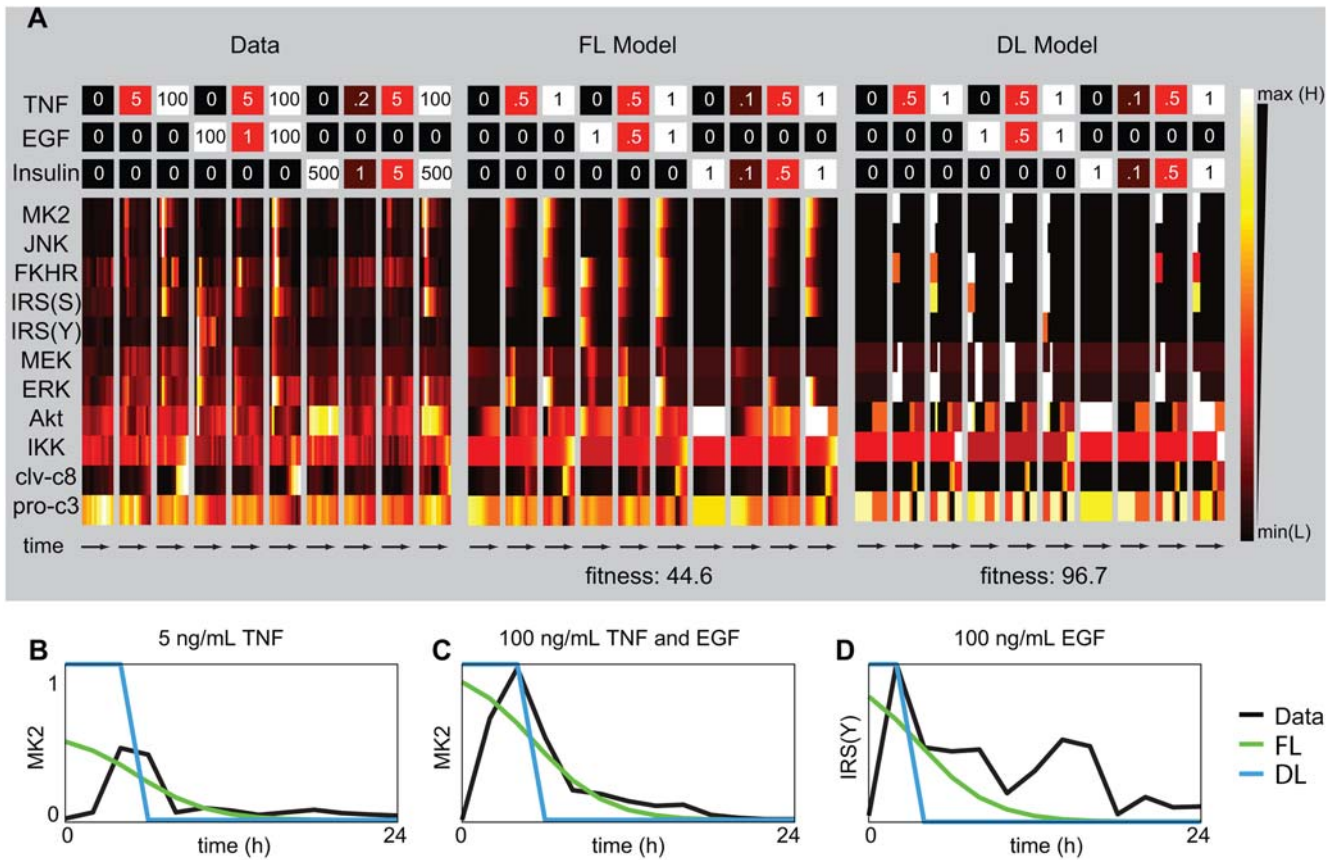 A
Data FL Model DL Model
TNF 0 5 100 0 5 100 0 .2 5 100 0 .5 1 0 .5 1 0 .1 .5 1 0 .5 1 0 .5 1 0 .1 .5 1 max (H)
EGF 0 0 0 100 1 100 0 0 0 0 0 0 0 1 .5 1 0 0 0 0 0 0 0 1 .5 1 0 0 0 0
Insulin 0 0 0 0 0 0 500 1 5 500 0 0 0 0 0 0 1 .1 .5 1 0 0 0 0 0 0 1 .1 .5 1
MK2
JNK
FKHR
IRS(S)
IRS(Y)
MEK
ERK
Akt
IKK
clv-c8
pro-c3
min(L)
time
fitness: 44.6 fitness: 96.7
B 5 ng/mL TNF
MK2
1
0
0 24
time (h)
C 100 ng/mL TNF and EGF
MK2
0 24
time (h)
D 100 ng/mL EGF
IRS(Y)
0 24
time (h)
Data
FL
DL